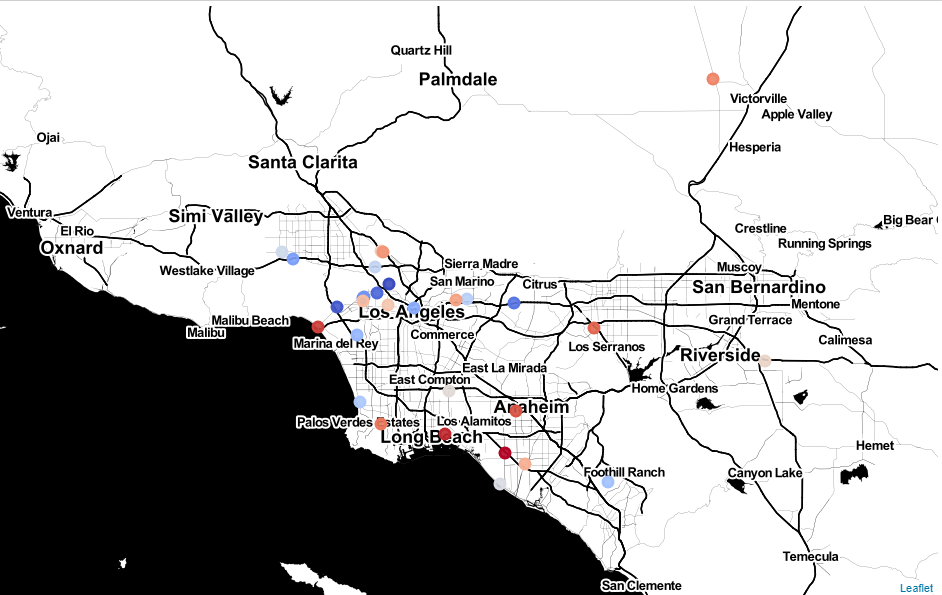 Quartz Hill
Palmdale
Victorville
Apple Valley
Ojai
Hesperia
Santa Clarita
Ventura
Simi Valley
Big Bear
El Rio
Crestline
Oxnard
Running Springs
Westlake Village
Sierra Madre
Muscoy
San Marino
Citrus
San Bernardino
Mentone
Los Angeles
Malibu Beach
Grand Terrace
Malibu
Commerce
Marina del Rey
Los Serranos
Calimesa
Riverside
East La Mirada
East Compton
Home Gardens
Anaheim
Palos Verdes Estates
Los Alamitos
Long Beach
Hemet
Foothill Ranch
Canyon Lake
Temecula
San Clemente
Leaflet